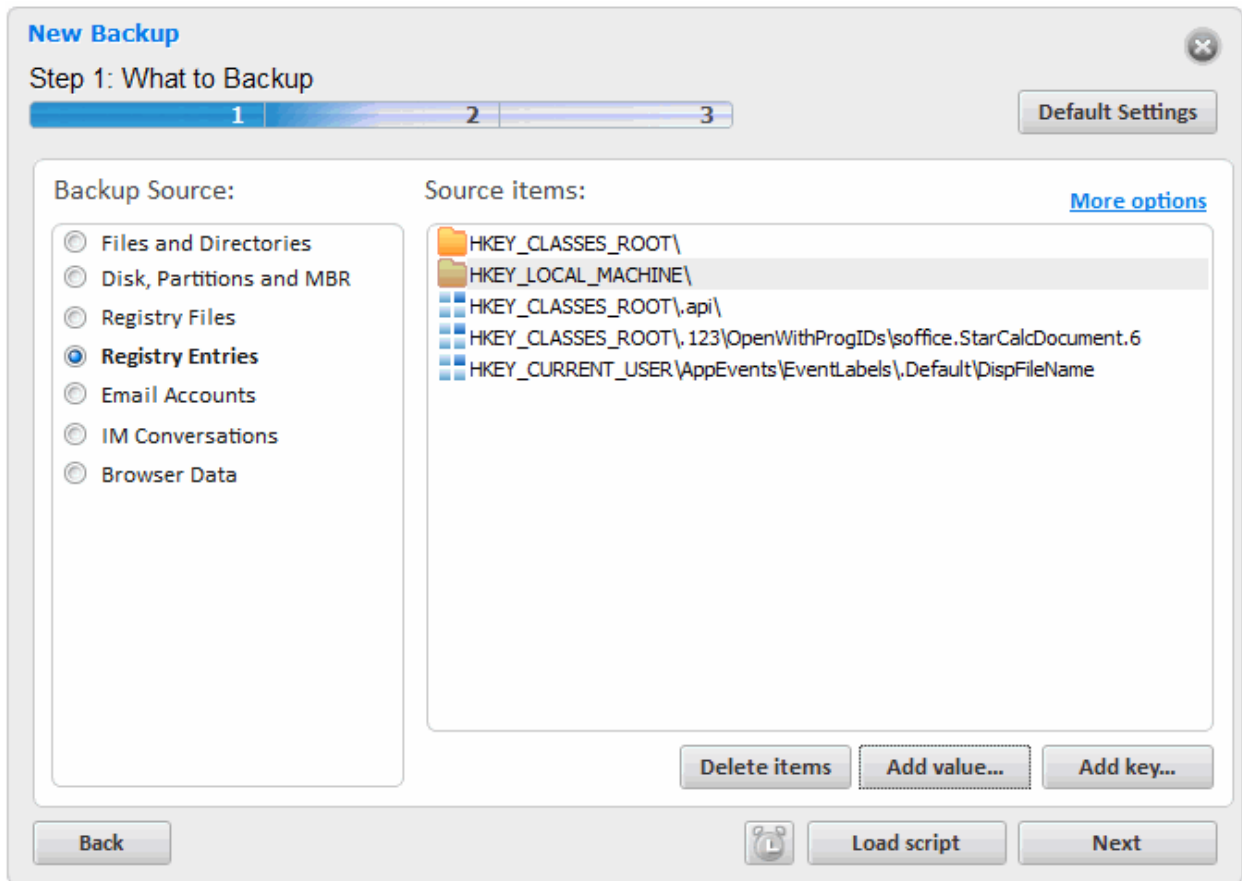 New Backup
Step 1: What to Backup
1 2 3
Default Settings
Backup Source:
Files and Directories
Disk, Partitions and MBR
Registry Files
Registry Entries
Email Accounts
IM Conversations
Browser Data
Source items:
More options
HKEY_CLASSES_ROOT\
HKEY_LOCAL_MACHINE\
HKEY_CLASSES_ROOT\.api\
HKEY_CLASSES_ROOT\.123\OpenWithProgIDs\soffice.StarCalcDocument.6
HKEY_CURRENT_USER\AppEvents\EventLabels\.Default\DispFileName
Delete items
Add value...
Add key...
Back
Load script
Next